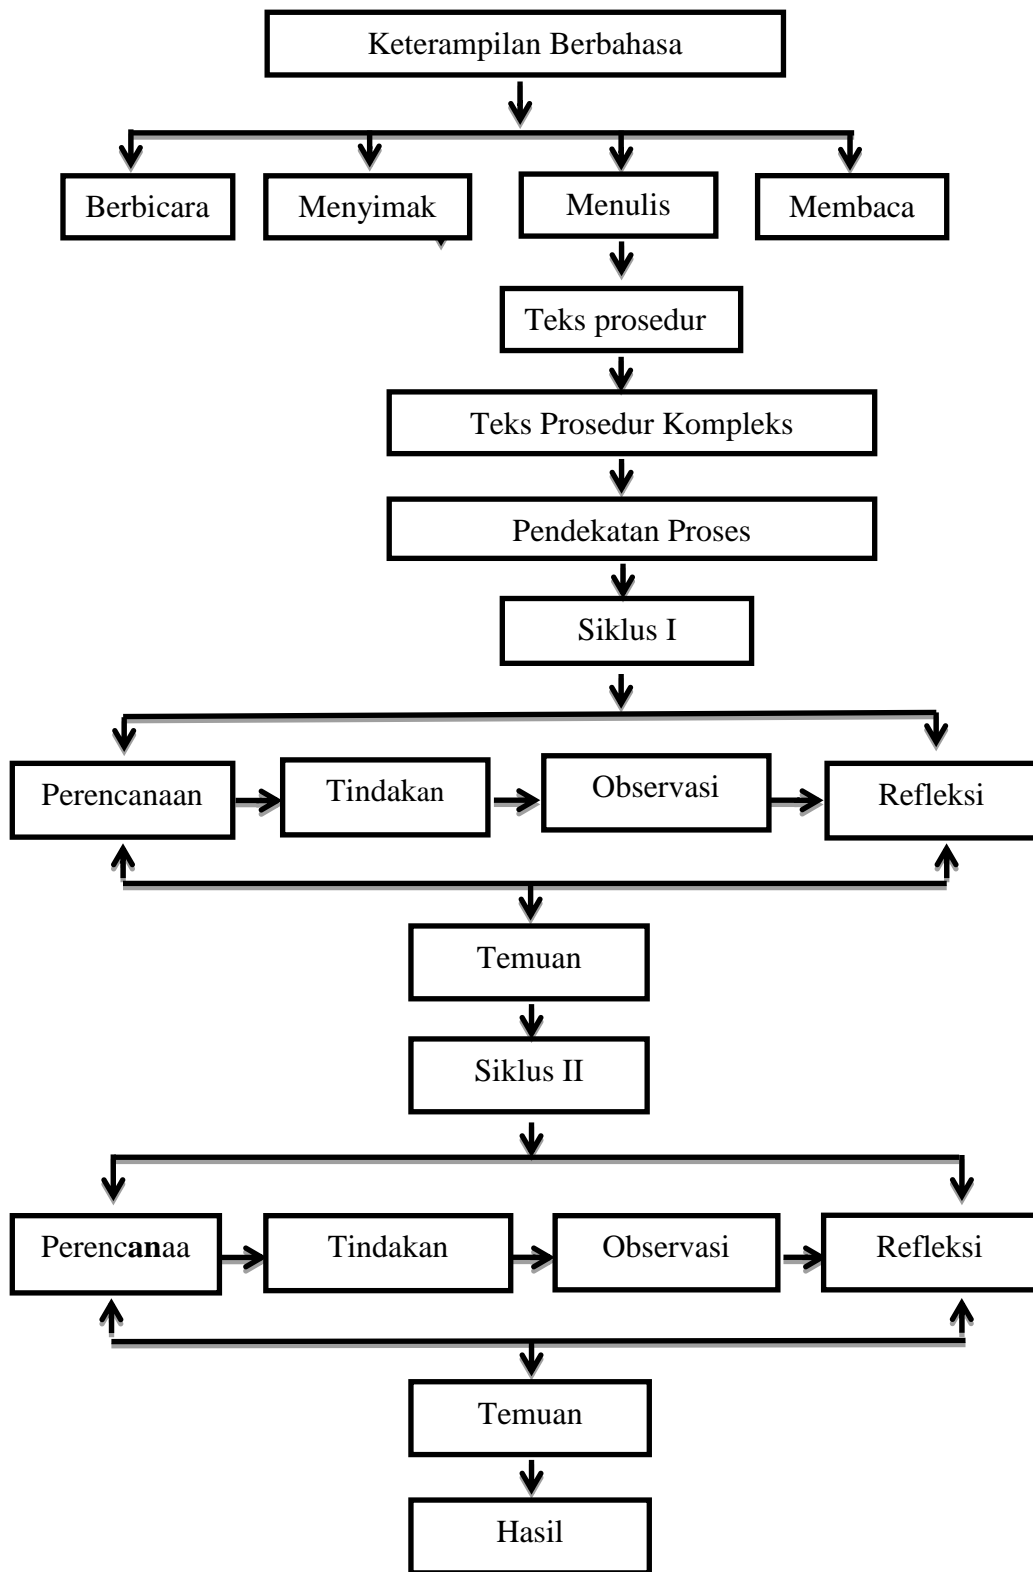 Keterampilan Berbahasa
Berbicara
Menyimak
Menulis
Membaca
Teks prosedur
Teks Prosedur Kompleks
Pendekatan Proses
Siklus I
Perencanaan
Tindakan
Observasi
Refleksi
Temuan
Siklus II
Perencanaa
Tindakan
Observasi
Refleksi
Temuan
Hasil